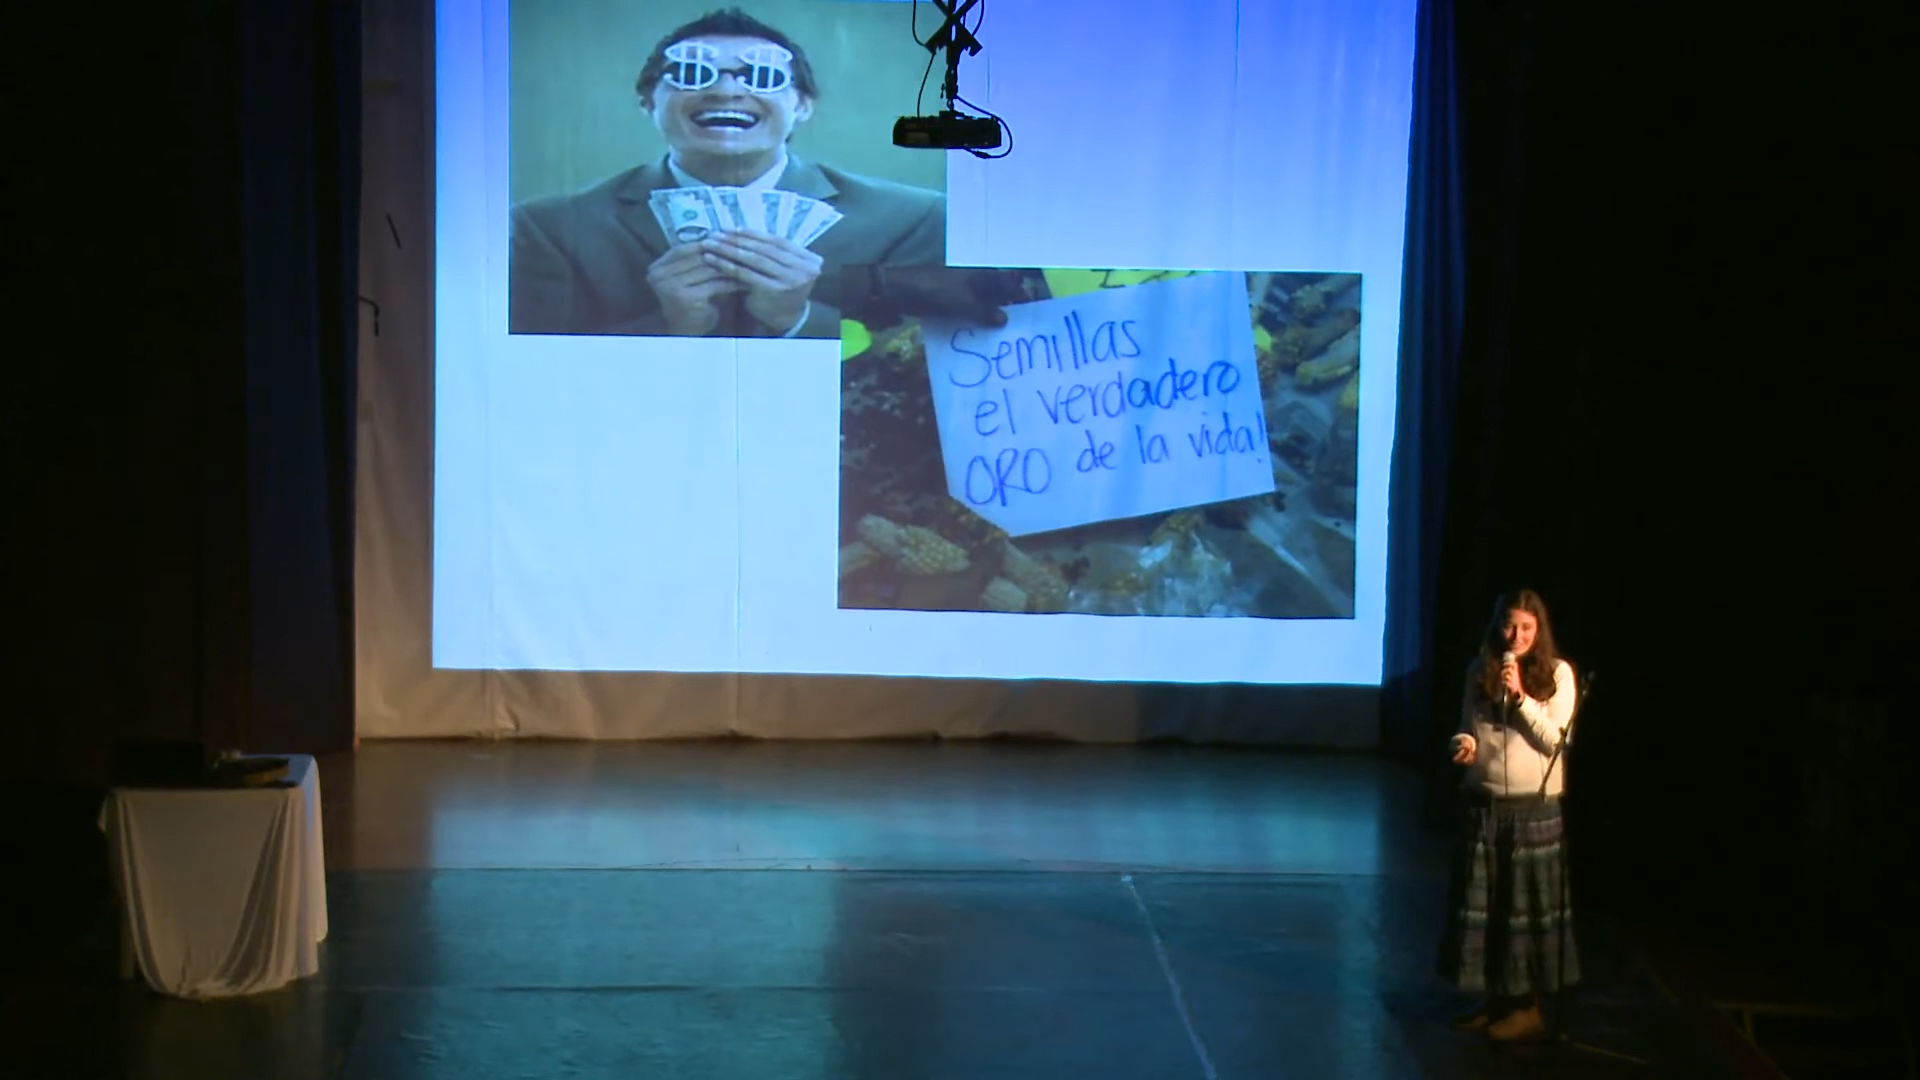 $ $
Semillas
el verdadero
ORO de la vida!